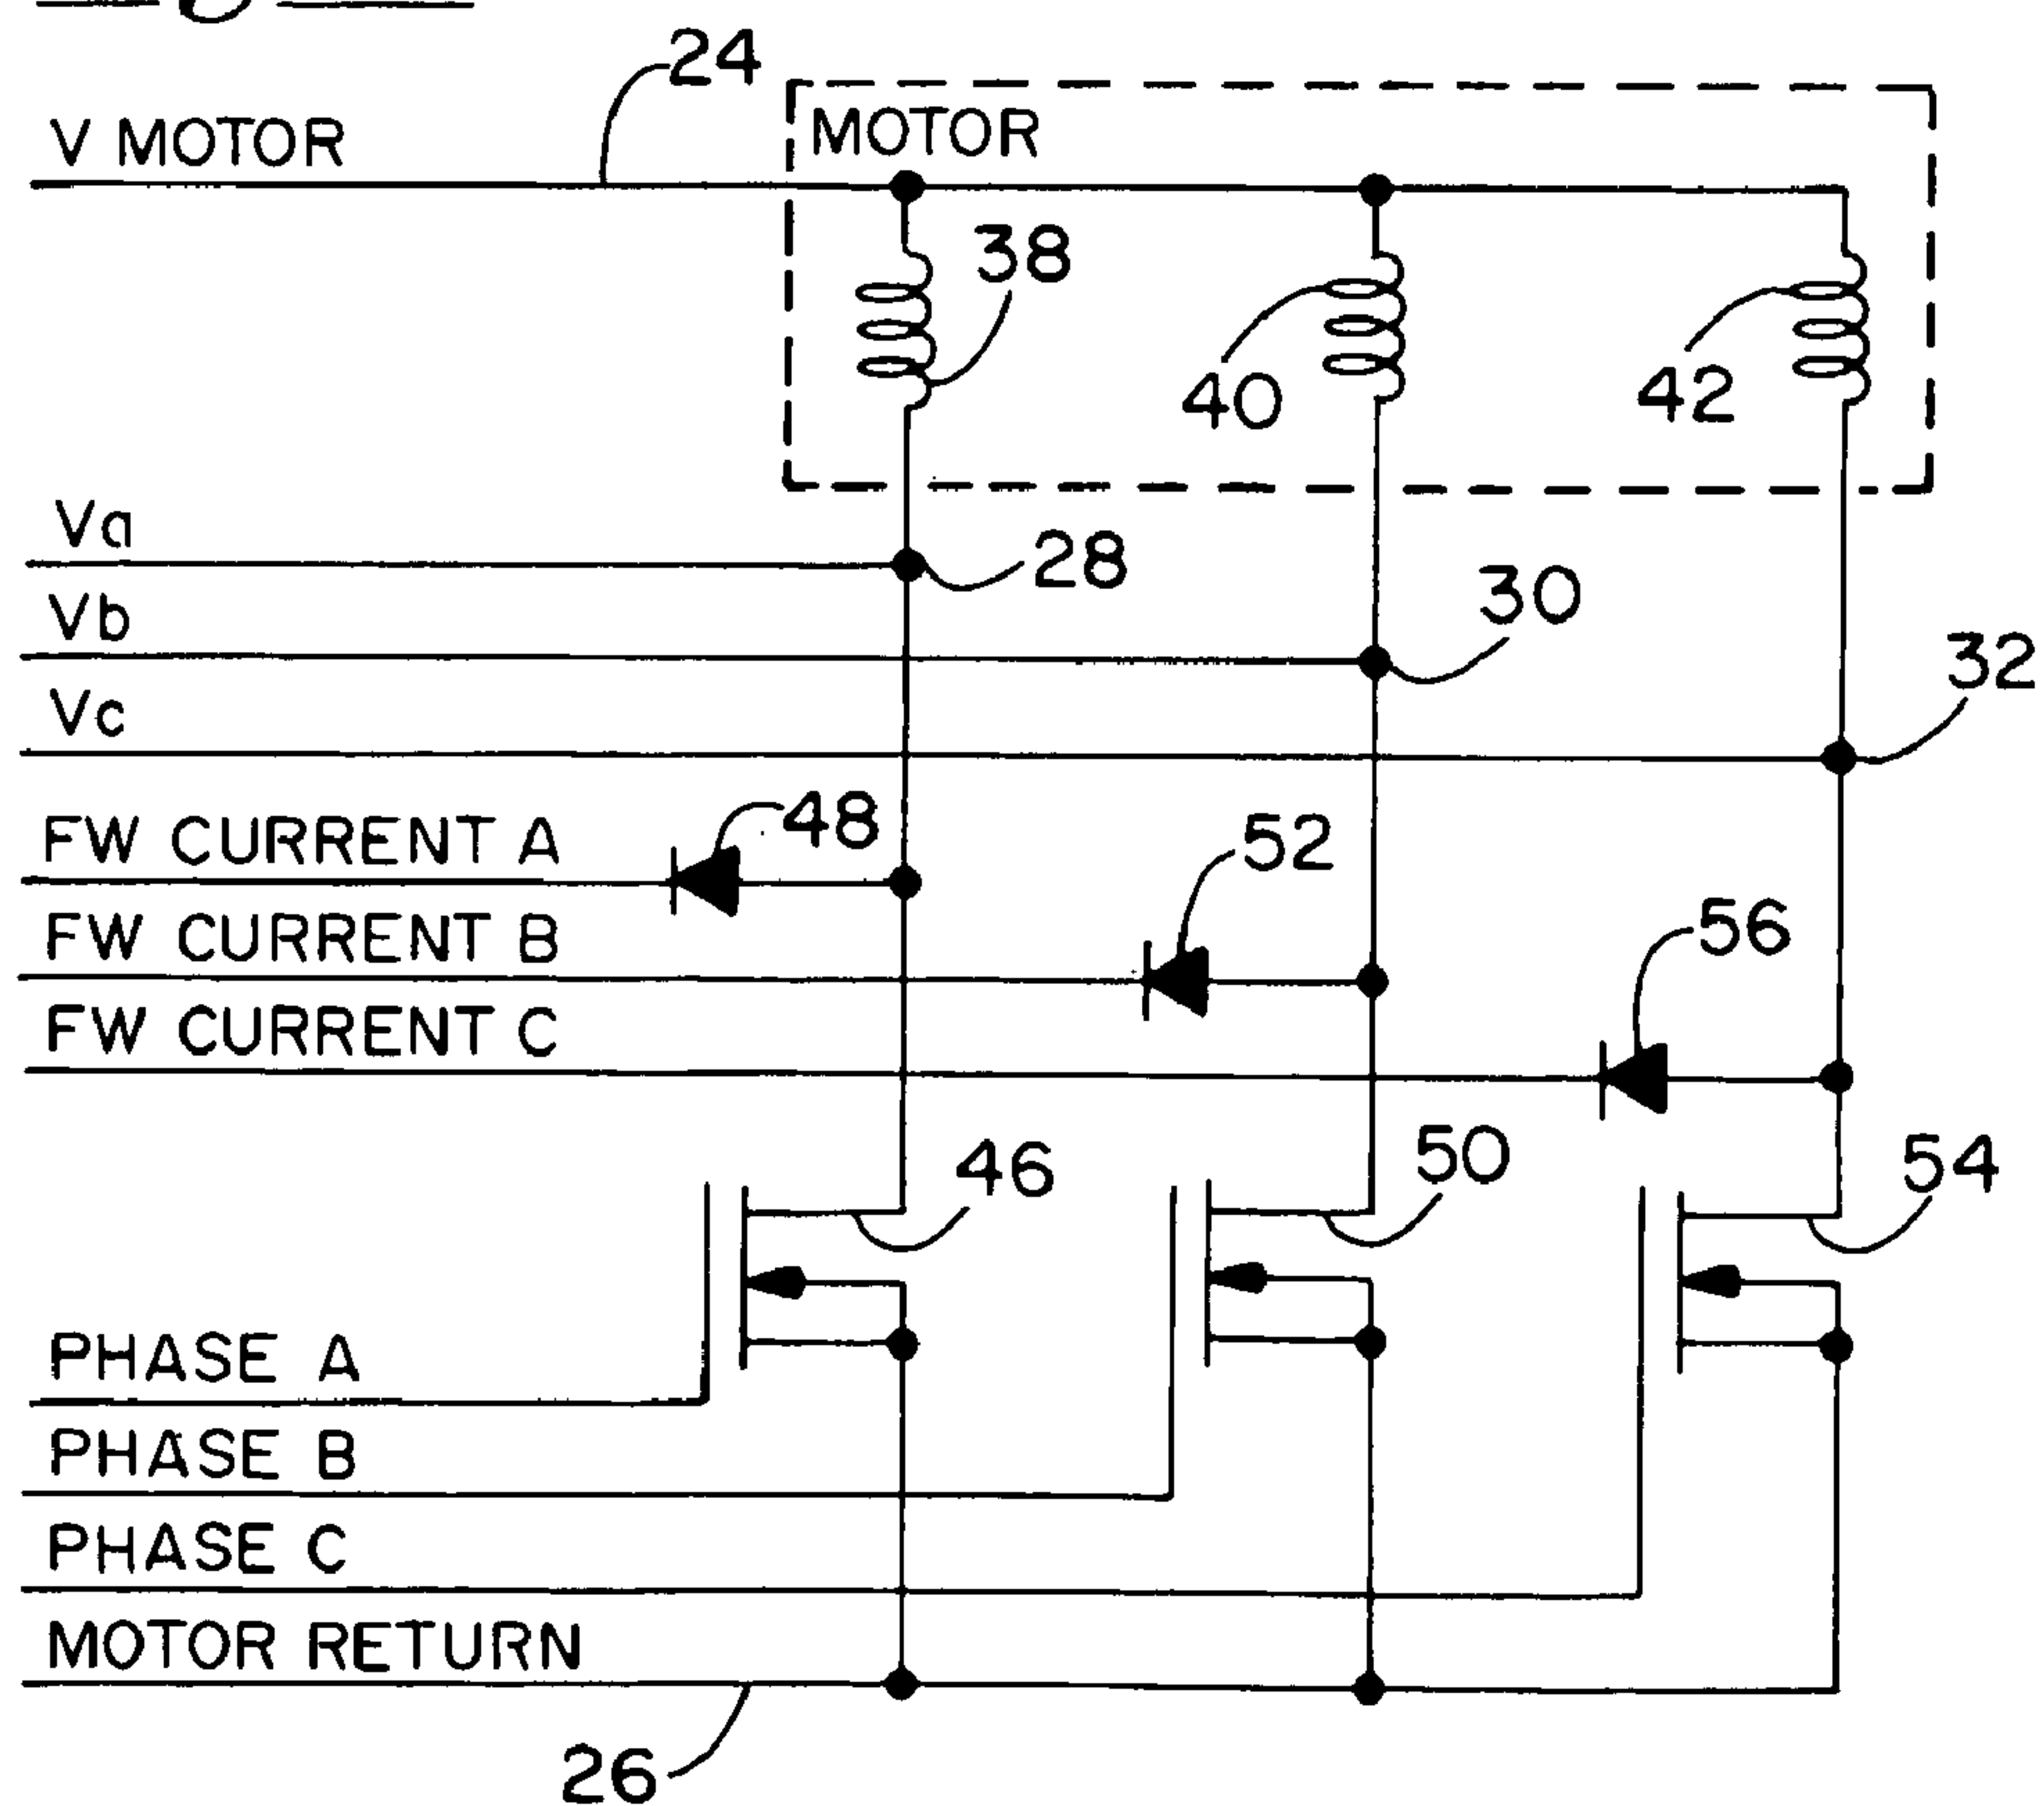 24
V MOTOR
MOTOR
38
40
42
Va
28
Vb
30
Vc
32
FW CURRENT A
48
52
FW CURRENT B
56
FW CURRENT C
46
50
54
PHASE A
PHASE B
PHASE C
MOTOR RETURN
26